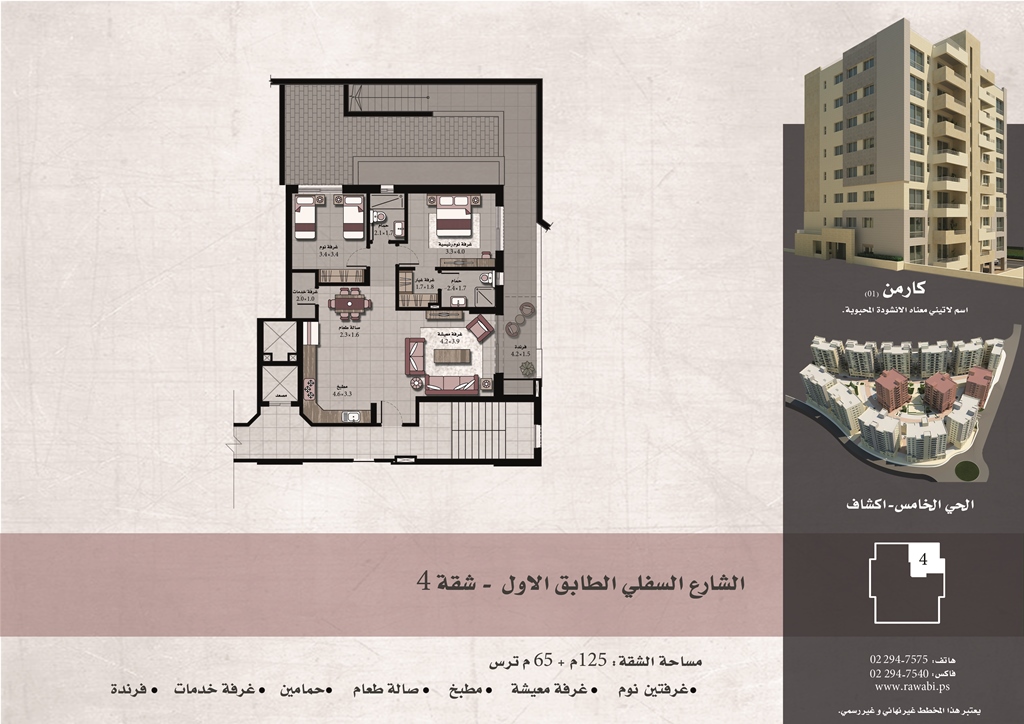 كارمن (01)
اسم لاتيني معناه الانشودة المحبوبة.
حمام
2.1*1.7
غرفة نوم
3.4*3.4
غرفة نوم رئيسية
3.3*4.0
غرفة غيار
1.7*1.8
حمام
2.4*1.7
غرفة خدمات
2.0*1.0
صالة طعام
2.3*1.6
غرفة معيشة
4.2*3.9
فرندة
4.2*1.5
مطبخ
4.6*3.3
مصعد
الحي الخامس-اكشاف
4
الشارع السفلي الطابق الاول - شقة 4
مساحة الشقة: 125م + 65 م ترس
•غرفتين نوم •غرفة معيشة •مطبخ •صالة طعام •حمامين •غرفة خدمات •فرندة
هاتف: 02 294-7575
فاكس: 02 294-7540
www.rawabi.ps
يعتبر هذا المخطط غير نهائي و غير رسمي.